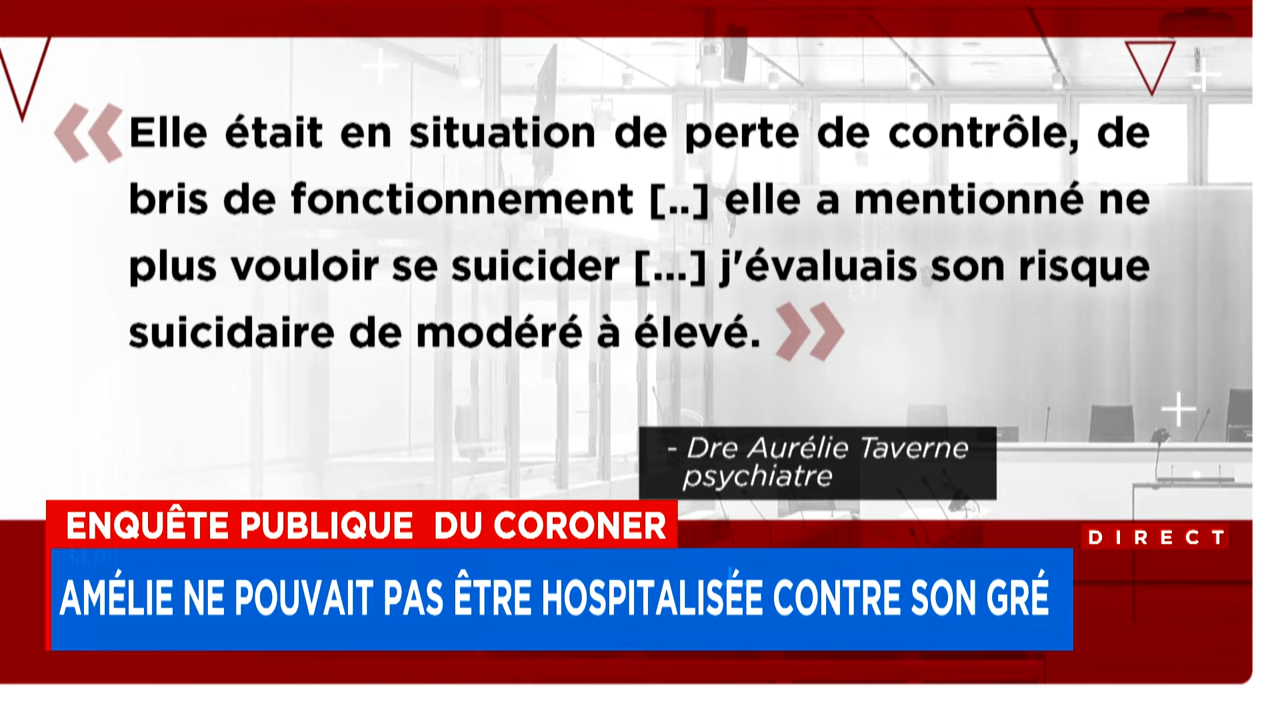 « Elle était en situation de perte de contrôle, de
bris de fonctionnement [..] elle a mentionné ne
plus vouloir se suicider [...] j'évaluais son risque
suicidaire de modéré à élevé. »
- Dre Aurélie Taverne
psychiatre
ENQUÊTE PUBLIQUE DU CORONER
DIRECT
AMÉLIE NE POUVAIT PAS ÊTRE HOSPITALISÉE CONTRE SON GRÉ